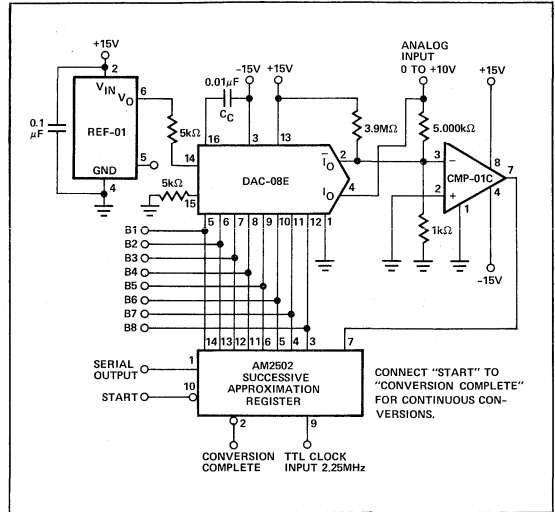 +15V
2
V_IN
V_O
6
REF-01
5
GND
4
0.1
μF
5kΩ
0.01μF
C_C
-15V
+15V
16
3
13
14
5kΩ
15
DAC-08E
I̅_O
2
I_O
4
3.9MΩ
ANALOG
INPUT
0 TO +10V
5.000kΩ
+15V
3
−
2
+
CMP-01C
8
7
4
1
1kΩ
-15V
5 6 7 8 9 10 11 12 1
B1
B2
B3
B4
B5
B6
B7
B8
14 13 12 11 6 5 4 3
7
SERIAL
OUTPUT
1
START
10
AM2502
SUCCESSIVE
APPROXIMATION
REGISTER
2
9
CONVERSION
COMPLETE
TTL CLOCK
INPUT 2.25MHz
CONNECT "START" TO
"CONVERSION COMPLETE"
FOR CONTINUOUS CON-
VERSIONS.